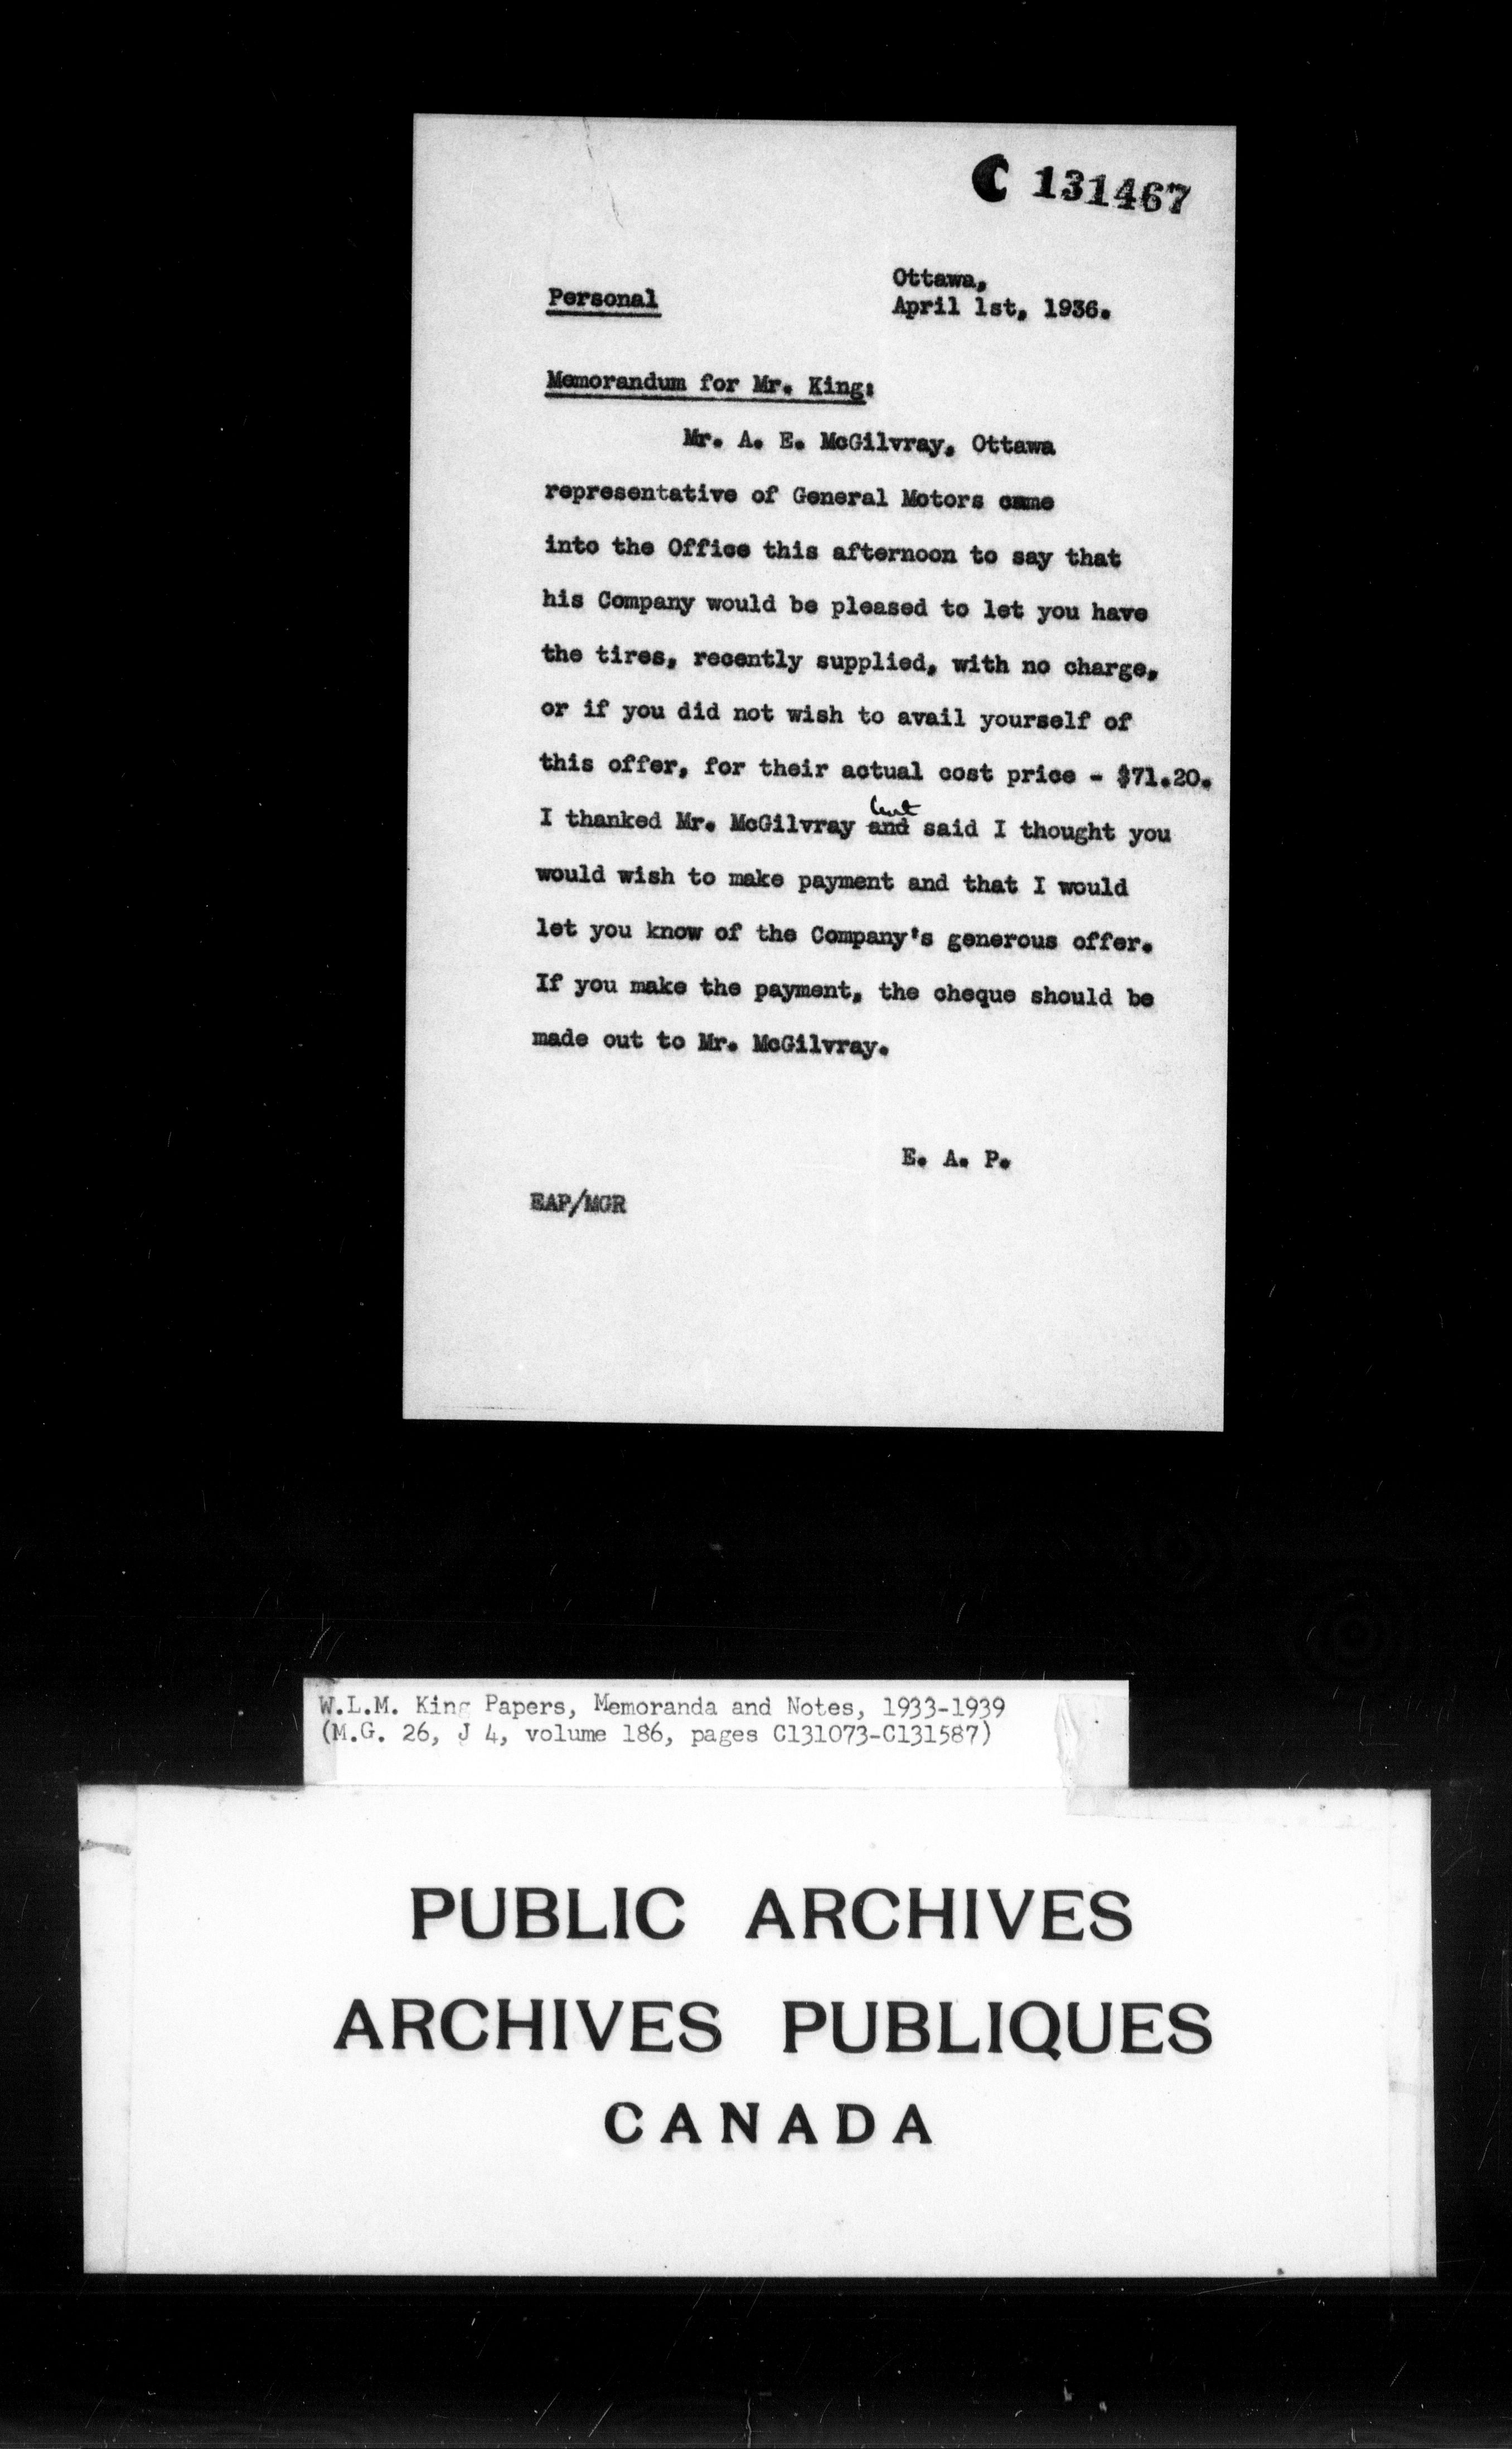 C 131467
Ottawa,
Personal
April 1st, 1936.
Memorandum for Mr. King:
Mr. A. E. McGilvray, Ottawa
representative of General Motors came
into the Office this afternoon to say that
his Company would be pleased to let you have
the tires, recently supplied, with no charge,
or if you did not wish to avail yourself of
this offer, for their actual cost price - $71.20.
but
I thanked Mr. McGilvray and said I thought you
would wish to make payment and that I would
let you know of the Company's generous offer.
If you make the payment, the cheque should be
made out to Mr. McGilvray.
E. A. P.
EAP/MGR
W.L.M. King Papers, Memoranda and Notes, 1933-1939
(M.G. 26, J 4, volume 186, pages C131073-C131587)
PUBLIC ARCHIVES
ARCHIVES PUBLIQUES
CANADA